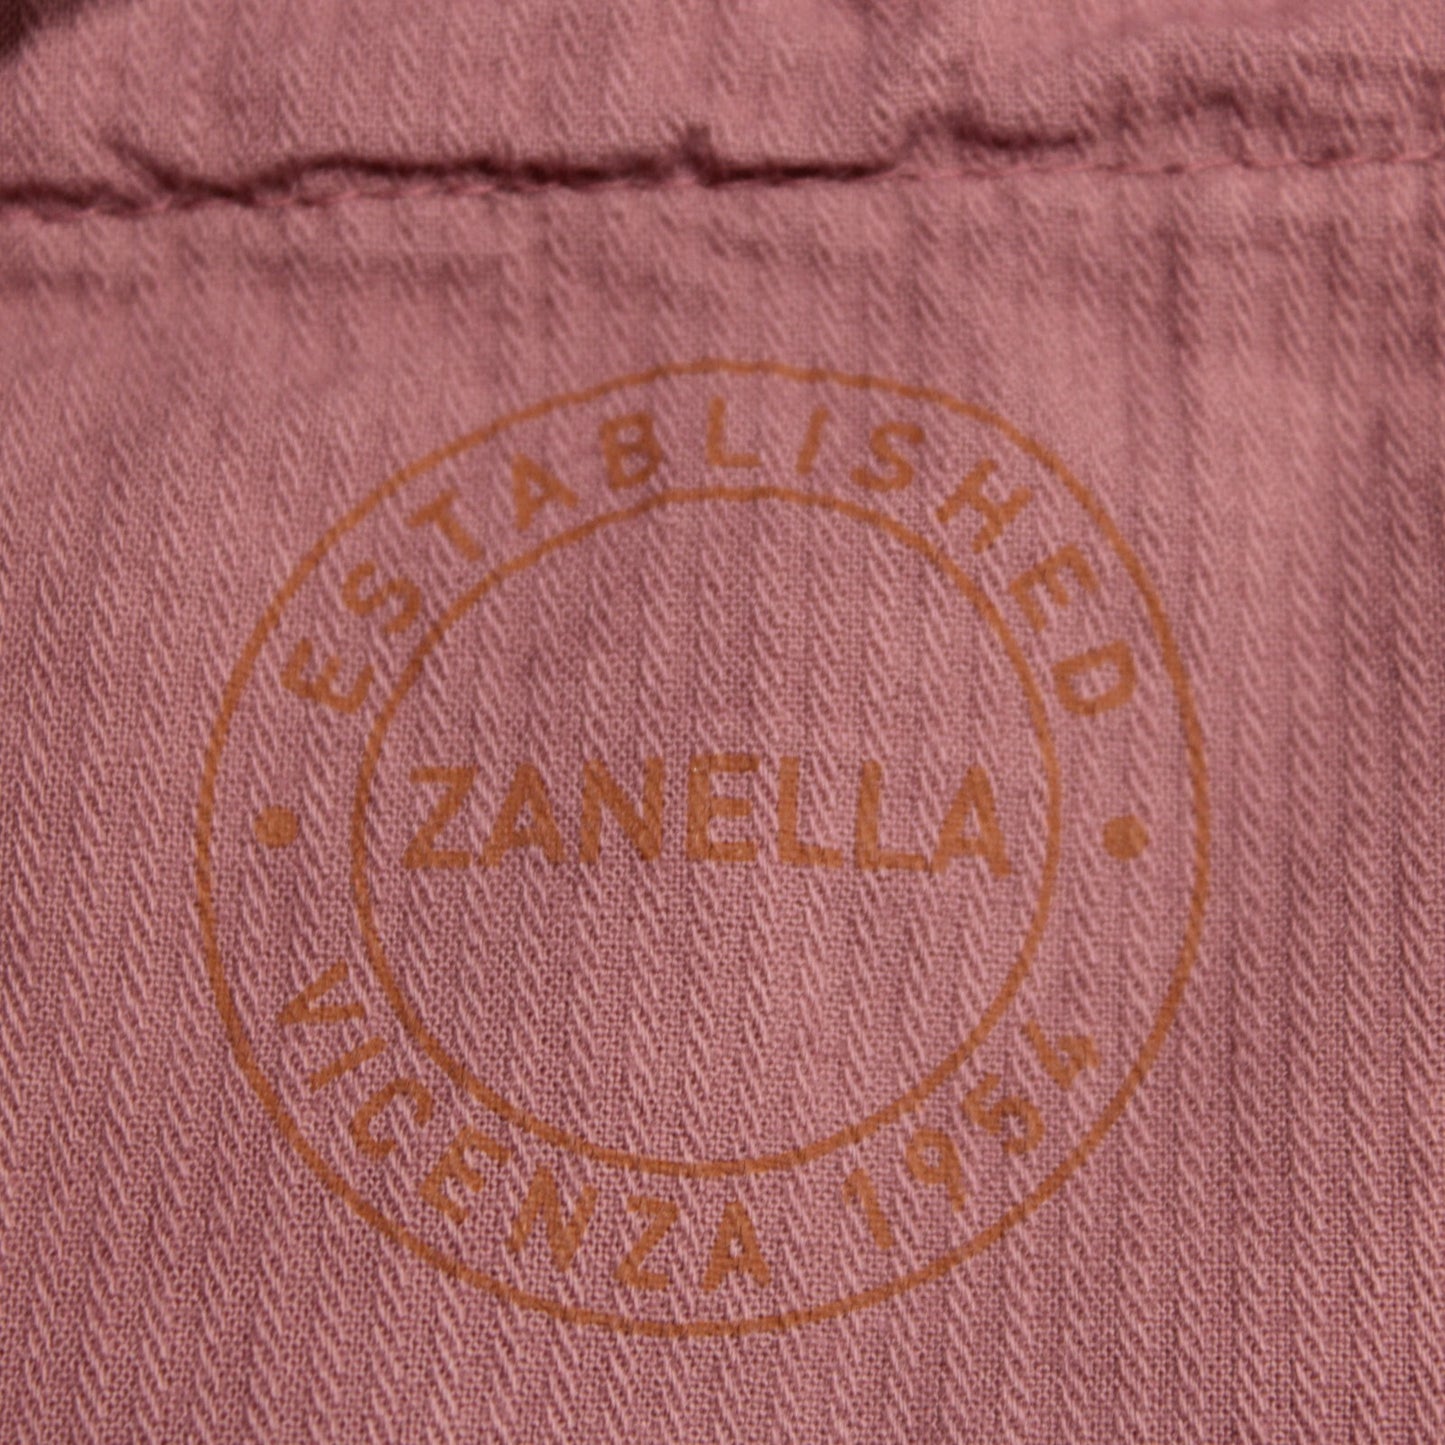 ESTABLISHED
ZANELLA
VICENZA 1954